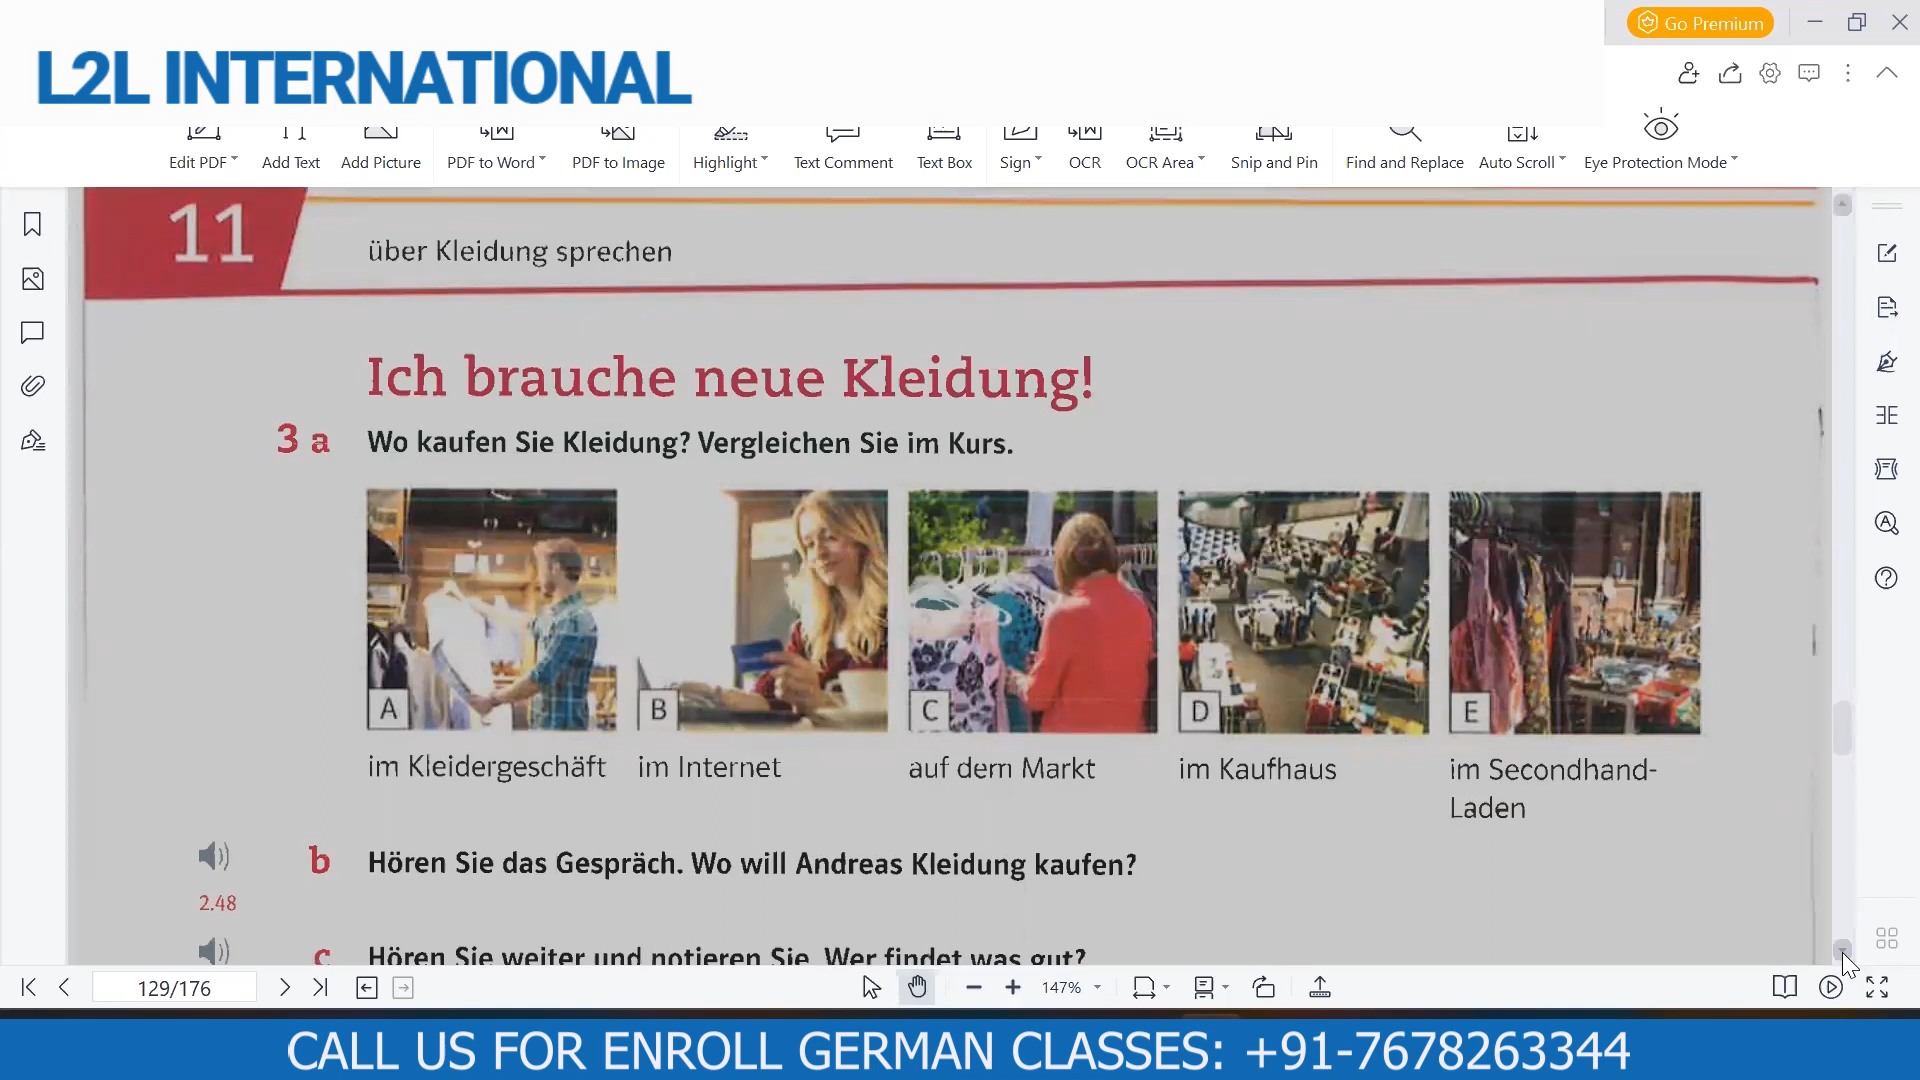 Go Premium
L2L INTERNATIONAL
Edit PDF Add Text Add Picture PDF to Word PDF to Image Highlight Text Comment Text Box Sign OCR OCR Area Snip and Pin Find and Replace Auto Scroll Eye Protection Mode
11
über Kleidung sprechen
Ich brauche neue Kleidung!
3 a Wo kaufen Sie Kleidung? Vergleichen Sie im Kurs.
A B C D E
im Kleidergeschäft im Internet auf dem Markt im Kaufhaus im Secondhand-
Laden
b Hören Sie das Gespräch. Wo will Andreas Kleidung kaufen?
2.48
c Hören Sie weiter und notieren Sie. Wer findet was gut?
129/176 147%
CALL US FOR ENROLL GERMAN CLASSES: +91-7678263344